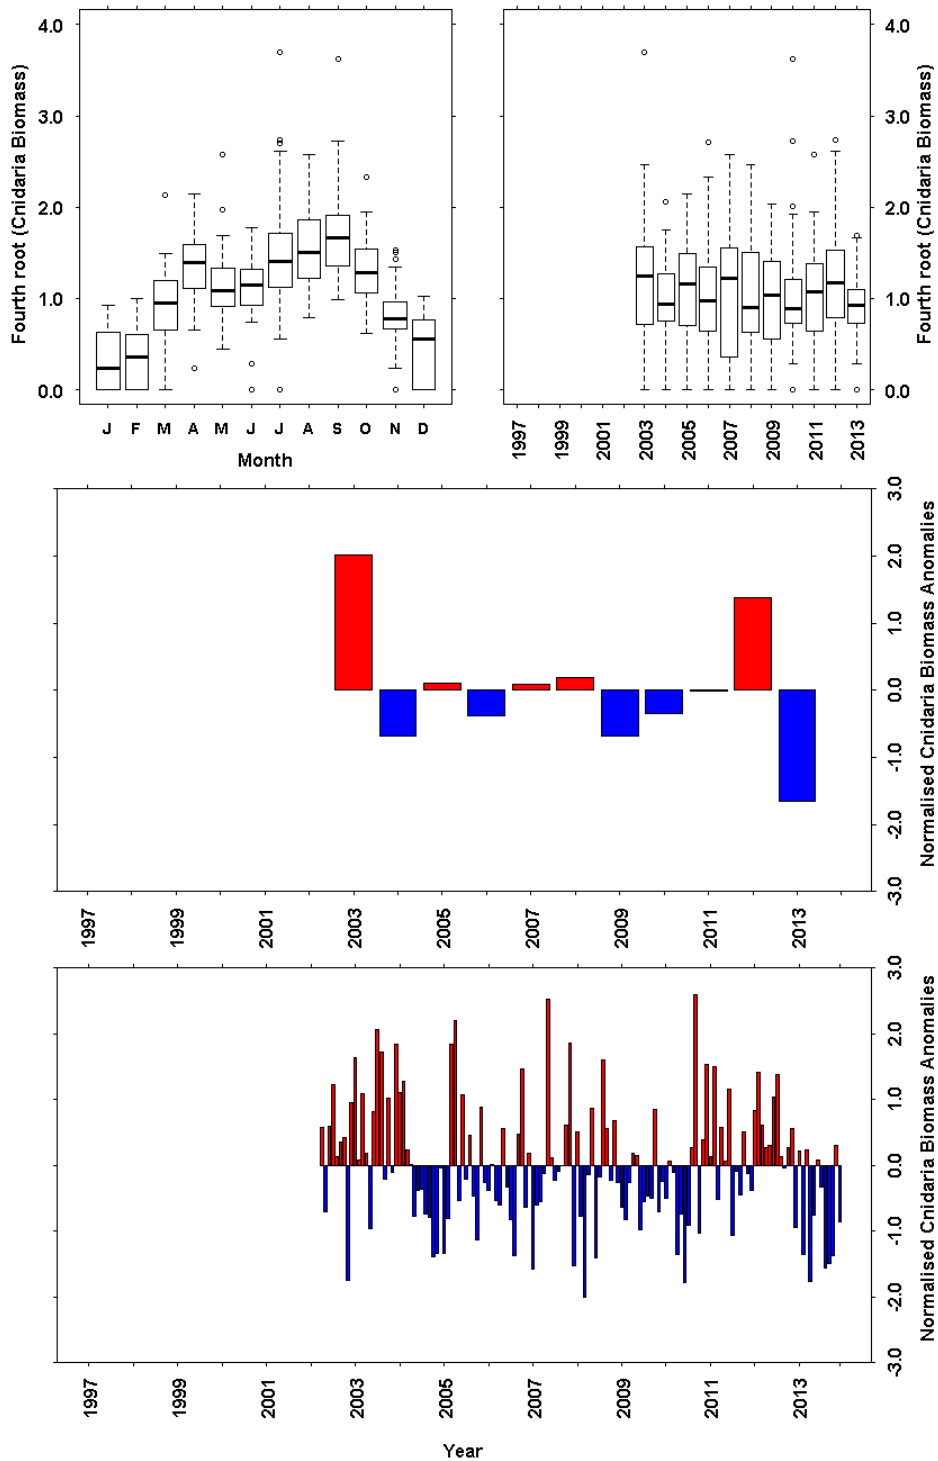 4.0
3.0
2.0
1.0
0.0
Fourth root (Cnidaria Biomass)
J F M A M J J A S O N D
Month
4.0
3.0
2.0
1.0
0.0
Fourth root (Cnidaria Biomass)
1997 1999 2001 2003 2005 2007 2009 2011 2013
3.0
2.0
1.0
0.0
-1.0
-2.0
-3.0
Normalised Cnidaria Biomass Anomalies
1997 1999 2001 2003 2005 2007 2009 2011 2013
3.0
2.0
1.0
0.0
-1.0
-2.0
-3.0
Normalised Cnidaria Biomass Anomalies
1997 1999 2001 2003 2005 2007 2009 2011 2013
Year